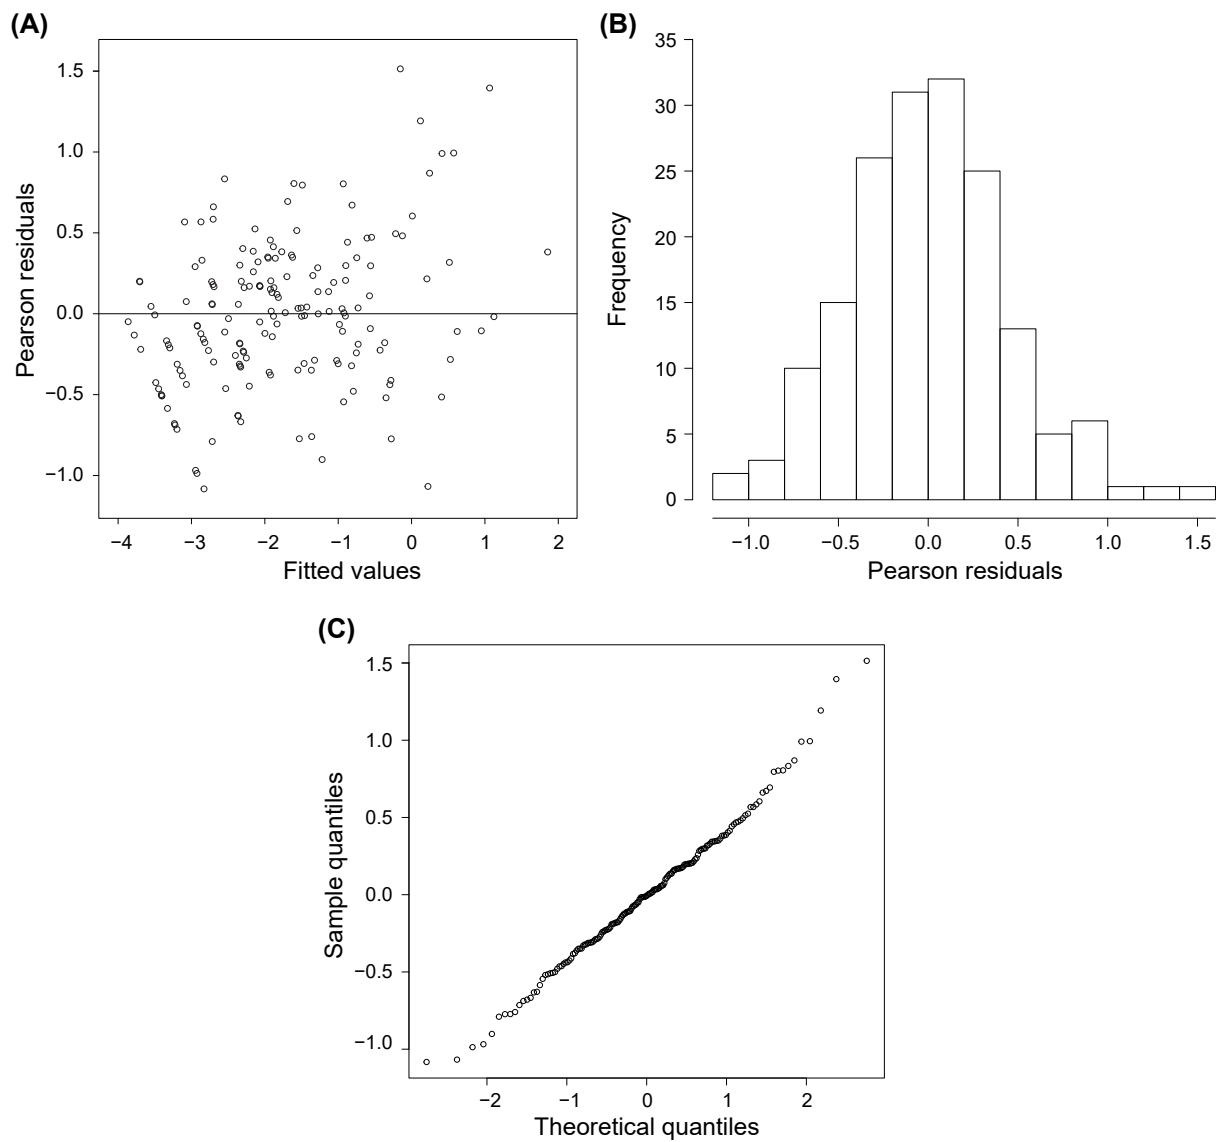 (A)
Pearson residuals
1.5
1.0
0.5
0.0
−0.5
−1.0
−4 −3 −2 −1 0 1 2
Fitted values
(B)
Frequency
35
30
25
20
15
10
5
0
−1.0 −0.5 0.0 0.5 1.0 1.5
Pearson residuals
(C)
Sample quantiles
1.5
1.0
0.5
0.0
−0.5
−1.0
−2 −1 0 1 2
Theoretical quantiles